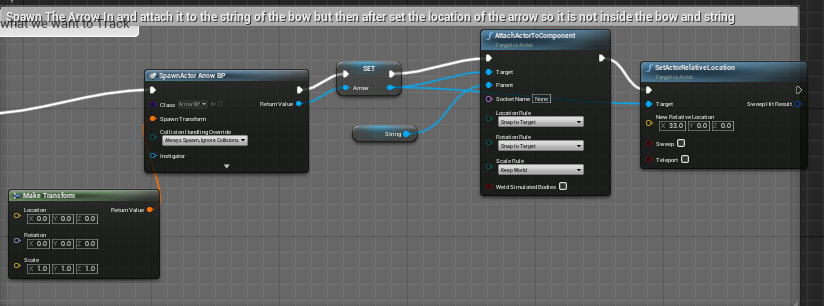 Spawn The Arrow In and attach it to the string of the bow but then after set the location of the arrow so it is not inside the bow and string
what we want to Track
SpawnActor Arrow BP
Class Arrow BP
Return Value
Spawn Transform
Collision Handling Override
Always Spawn, Ignore Collisions
Instigator
SET
Arrow
String
AttachActorToComponent
Target is Actor
Target
Parent
Socket Name None
Location Rule
Snap to Target
Rotation Rule
Snap to Target
Scale Rule
Keep World
Weld Simulated Bodies
SetActorRelativeLocation
Target is Actor
Target
Sweep Hit Result
New Relative Location
X 33.0 Y 0.0 Z 0.0
Sweep
Teleport
Make Transform
Location
X 0.0 Y 0.0 Z 0.0
Return Value
Rotation
X 0.0 Y 0.0 Z 0.0
Scale
X 1.0 Y 1.0 Z 1.0